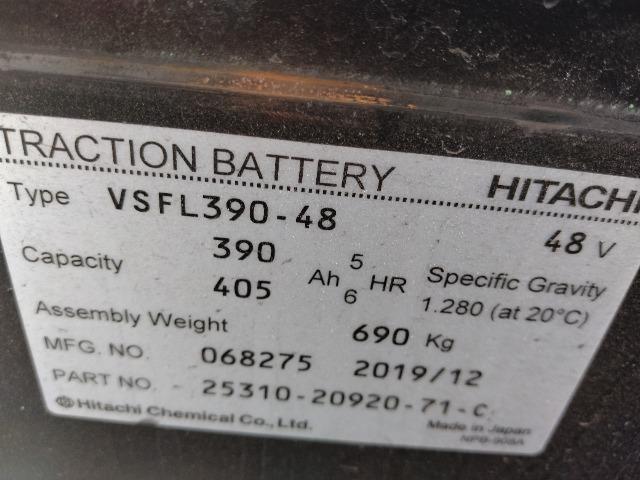 TRACTION BATTERY HITACHI
Type VSFL390-48 48 V
Capacity 390 Ah 5 HR Specific Gravity
405 6 1.280 (at 20°C)
Assembly Weight 690 Kg
MFG. NO. 068275 2019/12
PART NO. 25310-20920-71-C
Hitachi Chemical Co., Ltd. Made in Japan